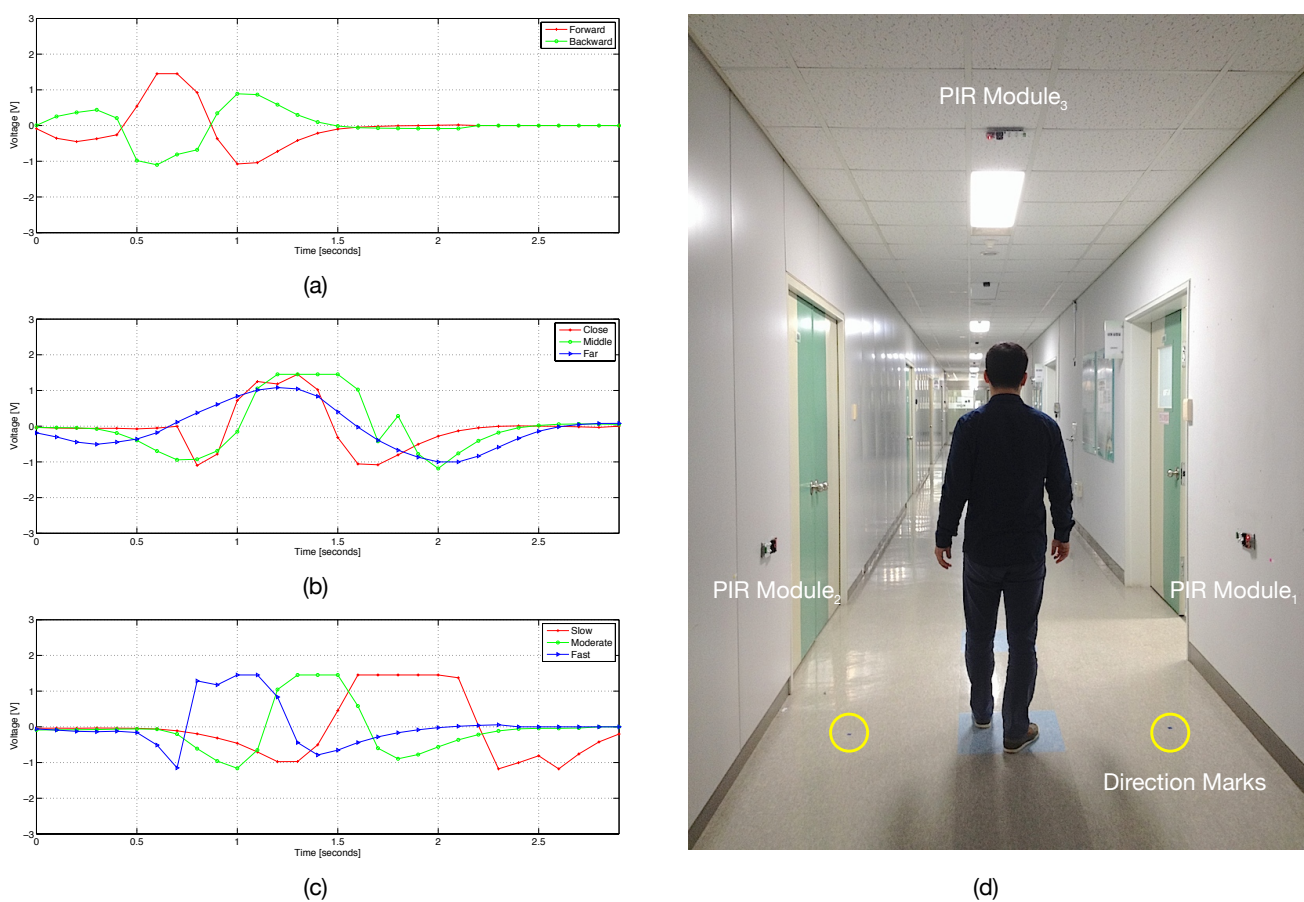 3
2
1
0
−1
−2
−3
Voltage [V]
Forward
Backward
0 0.5 1 1.5 2 2.5
Time [seconds]
(a)
3
2
1
0
−1
−2
−3
Voltage [V]
Close
Middle
Far
0 0.5 1 1.5 2 2.5
Time [seconds]
(b)
3
2
1
0
−1
−2
−3
Voltage [V]
Slow
Moderate
Fast
0 0.5 1 1.5 2 2.5
Time [seconds]
(c)
PIR Module₃
PIR Module₂
PIR Module₁
Direction Marks
(d)